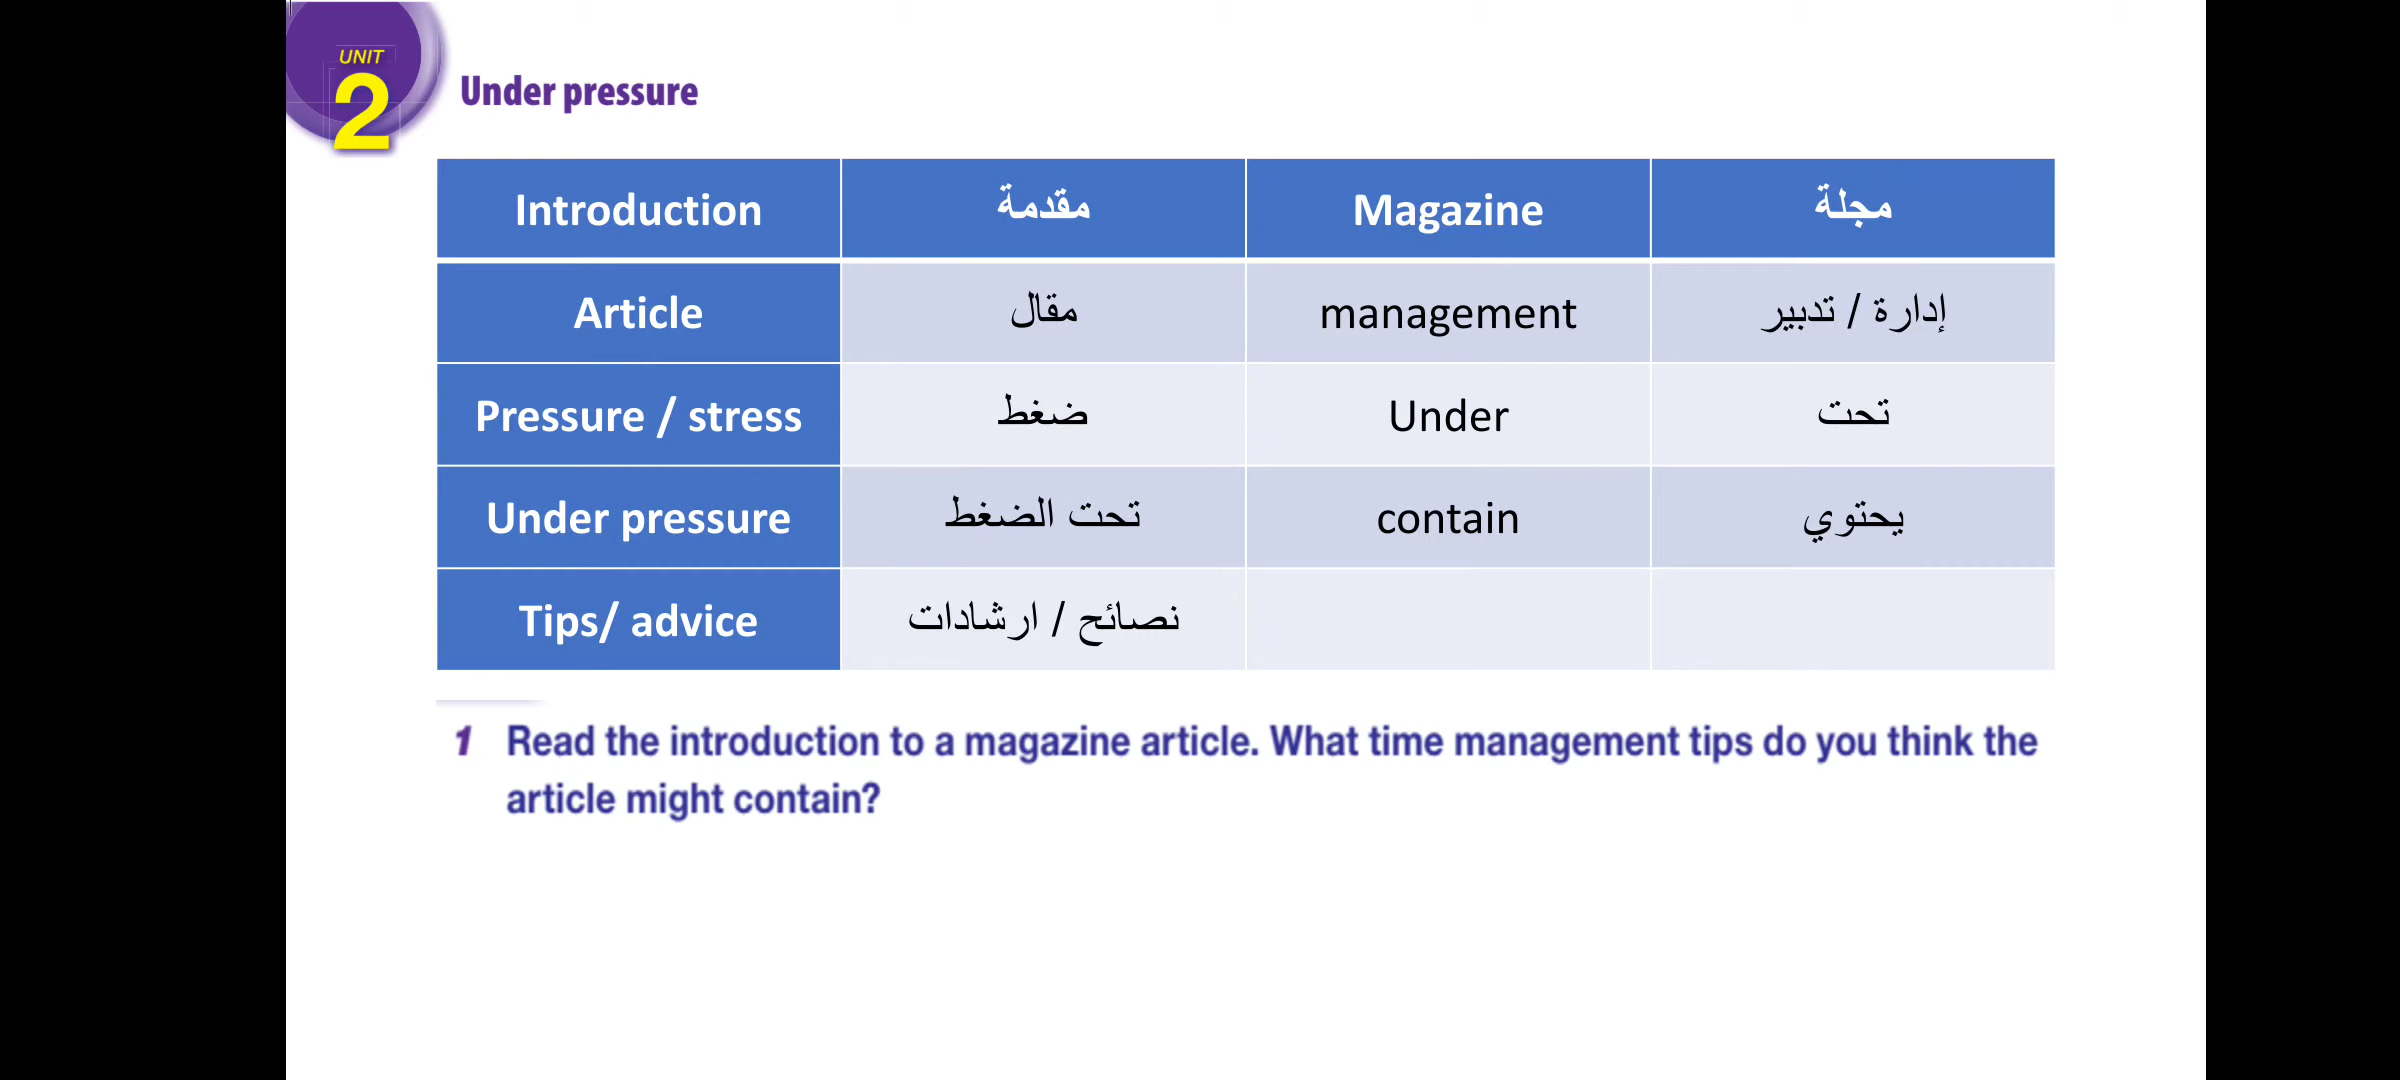 UNIT
2
Under pressure
Introduction مقدمة Magazine مجلة
Article مقال management إدارة / تدبير
Pressure / stress ضغط Under تحت
Under pressure تحت الضغط contain يحتوي
Tips/ advice نصائح / ارشادات
1 Read the introduction to a magazine article. What time management tips do you think the
article might contain?